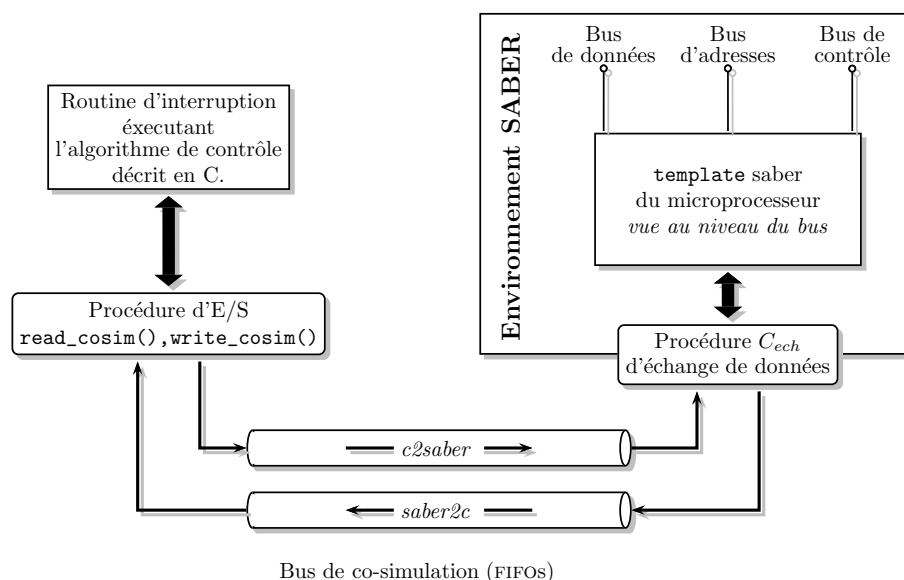 Routine d'interruption
éxecutant
l'algorithme de contrôle
décrit en C.
Procédure d'E/S
read_cosim(),write_cosim()
Environnement SABER
Bus
de données
Bus
d'adresses
Bus de
contrôle
template saber
du microprocesseur
vue au niveau du bus
Procédure C_ech
d'échange de données
c2saber
saber2c
Bus de co-simulation (FIFOs)